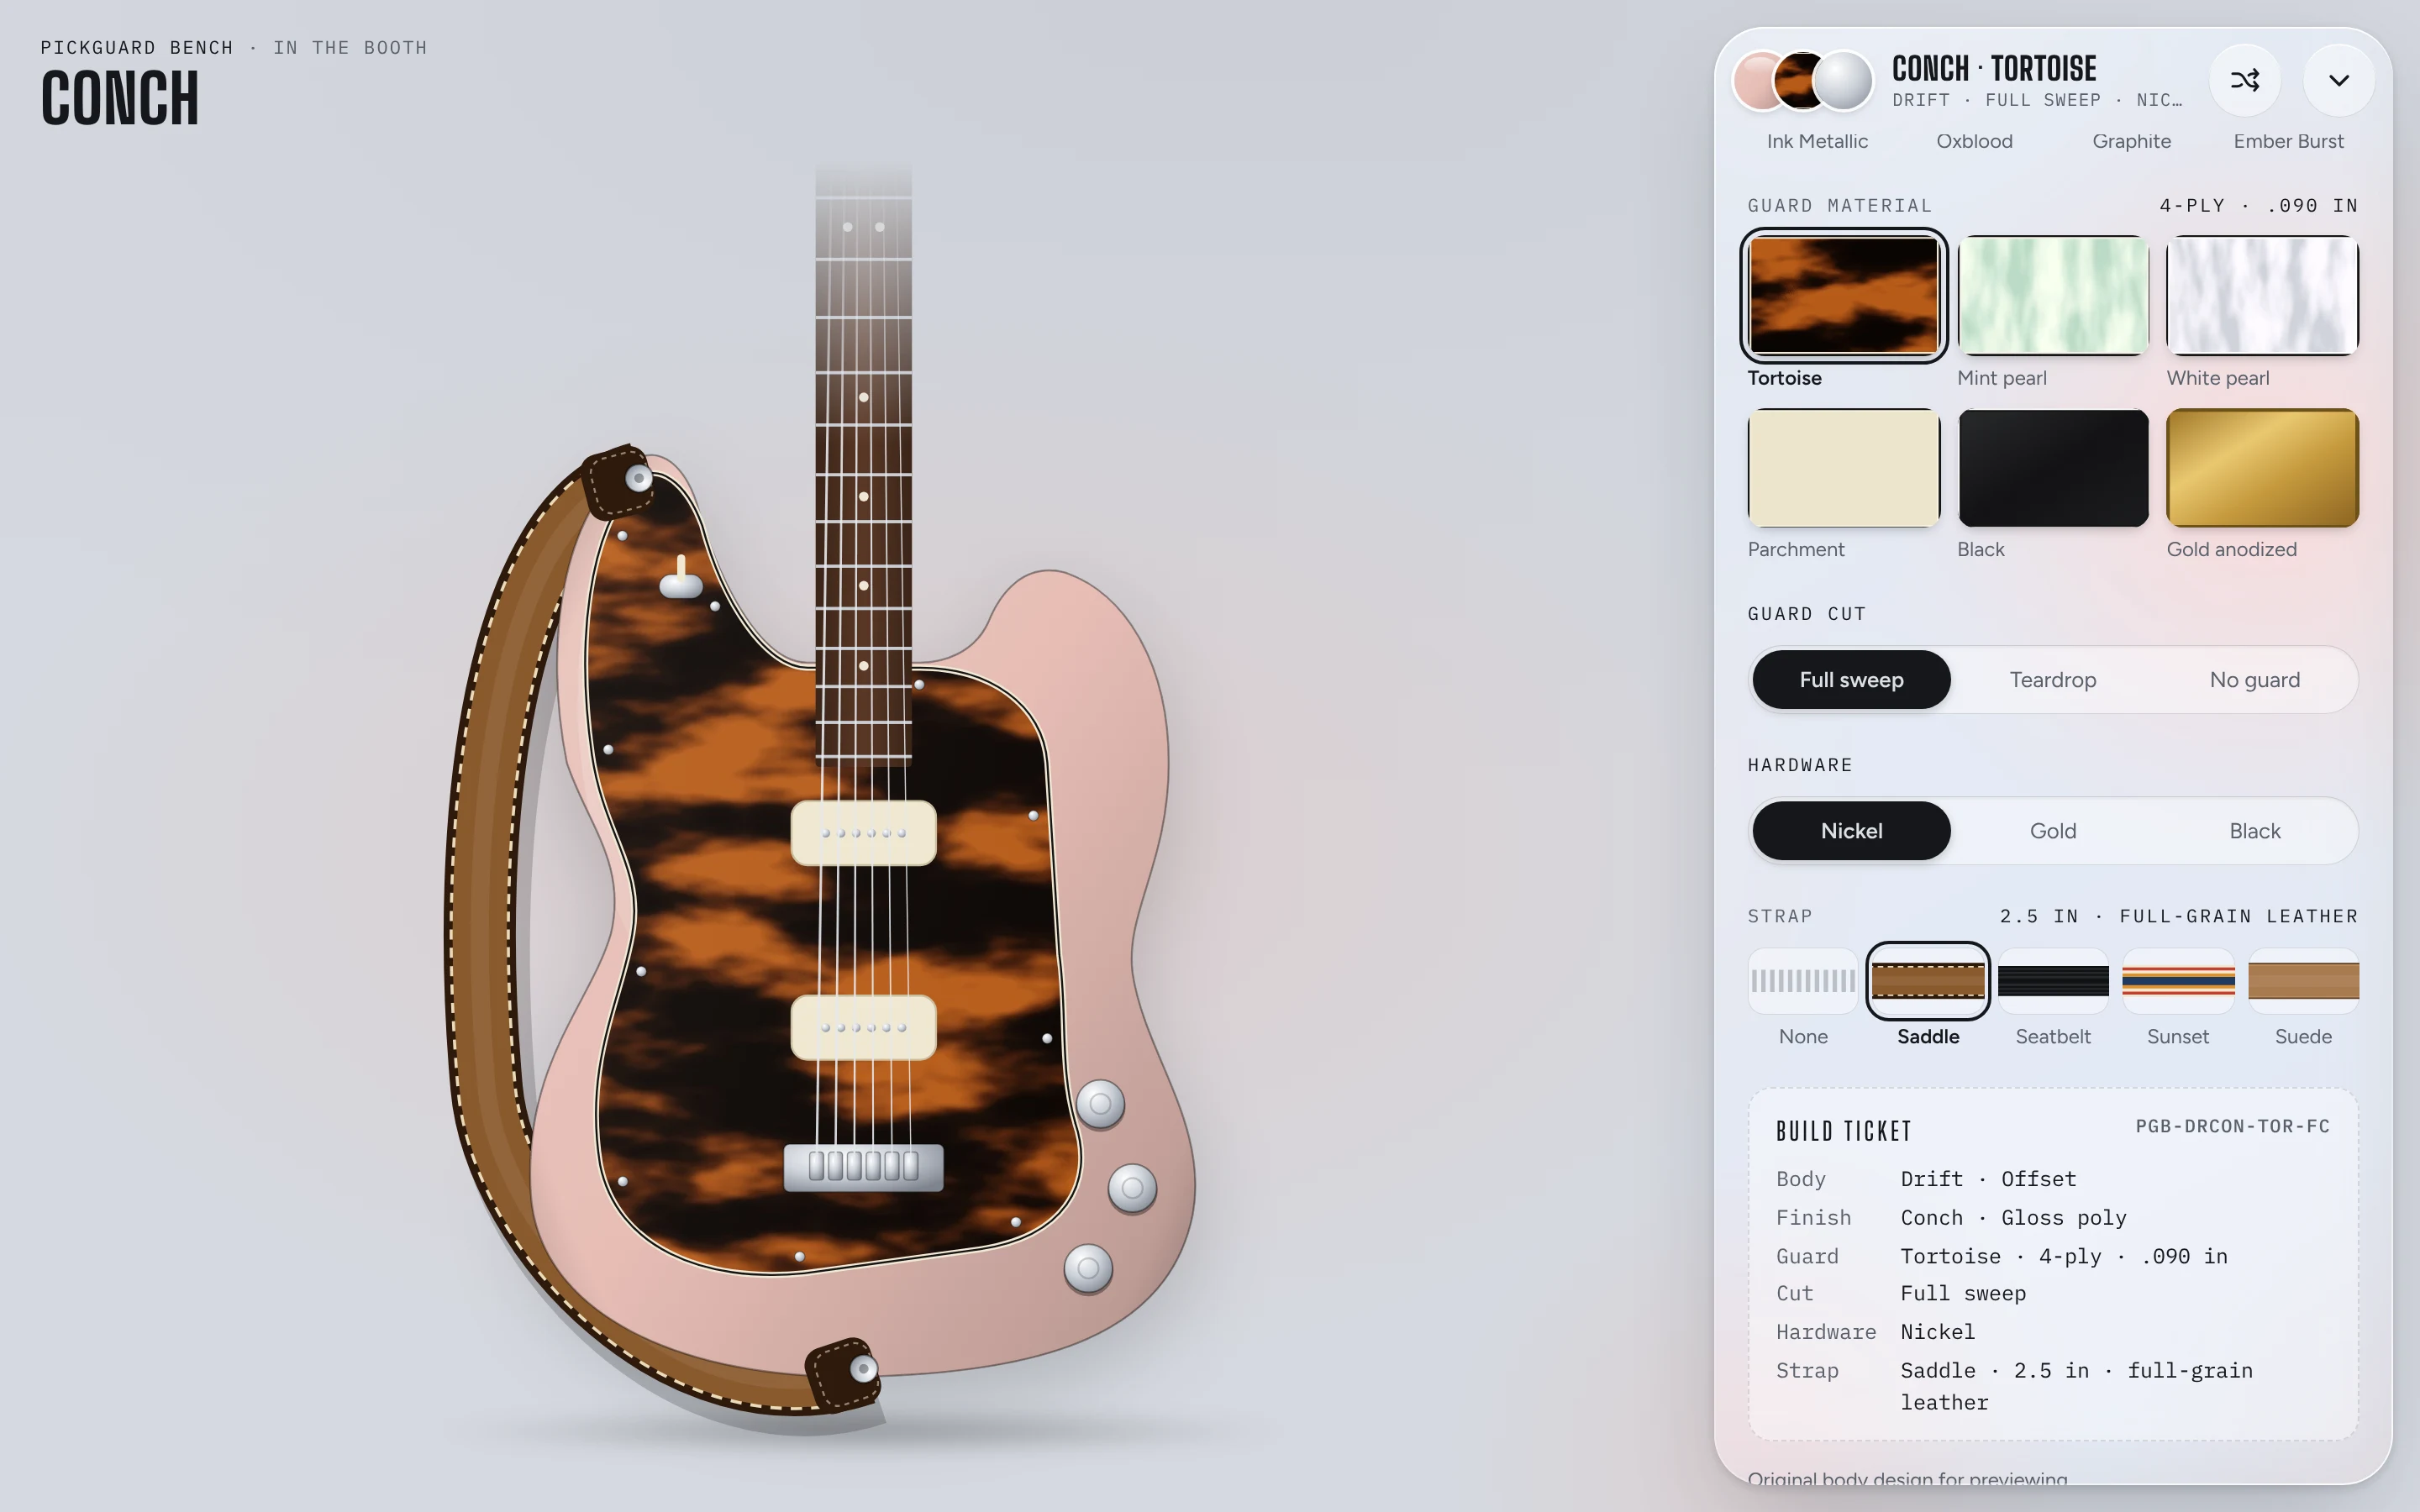 PICKGUARD BENCH · IN THE BOOTH
CONCH
CONCH · TORTOISE
DRIFT · FULL SWEEP · NIC…
Ink Metallic
Oxblood
Graphite
Ember Burst
GUARD MATERIAL
4-PLY · .090 IN
Tortoise
Mint pearl
White pearl
Parchment
Black
Gold anodized
GUARD CUT
Full sweep
Teardrop
No guard
HARDWARE
Nickel
Gold
Black
STRAP
2.5 IN · FULL-GRAIN LEATHER
None
Saddle
Seatbelt
Sunset
Suede
BUILD TICKET
PGB-DRCON-TOR-FC
Body Drift · Offset
Finish Conch · Gloss poly
Guard Tortoise · 4-ply · .090 in
Cut Full sweep
Hardware Nickel
Strap Saddle · 2.5 in · full-grain
leather
Original body design for previewing